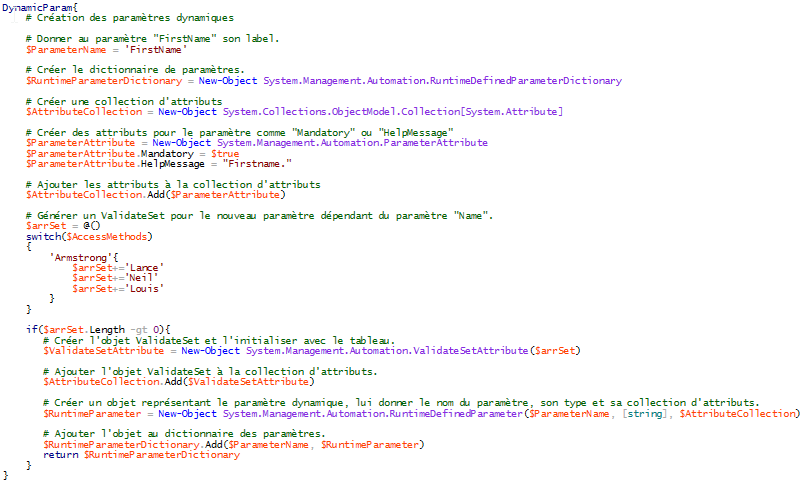 DynamicParam{
# Création des paramètres dynamiques
# Donner au paramètre "FirstName" son label.
$ParameterName = 'FirstName'
# Créer le dictionnaire de paramètres.
$RuntimeParameterDictionary = New-Object System.Management.Automation.RuntimeDefinedParameterDictionary
# Créer une collection d'attributs
$AttributeCollection = New-Object System.Collections.ObjectModel.Collection[System.Attribute]
# Créer des attributs pour le paramètre comme "Mandatory" ou "HelpMessage"
$ParameterAttribute = New-Object System.Management.Automation.ParameterAttribute
$ParameterAttribute.Mandatory = $true
$ParameterAttribute.HelpMessage = "Firstname."
# Ajouter les attributs à la collection d'attributs
$AttributeCollection.Add($ParameterAttribute)
# Générer un ValidateSet pour le nouveau paramètre dépendant du paramètre "Name".
$arrSet = @()
switch($AccessMethods)
{
'Armstrong'{
$arrSet+='Lance'
$arrSet+='Neil'
$arrSet+='Louis'
}
}
if($arrSet.Length -gt 0){
# Créer l'objet ValidateSet et l'initialiser avec le tableau.
$ValidateSetAttribute = New-Object System.Management.Automation.ValidateSetAttribute($arrSet)
# Ajouter l'objet ValidateSet à la collection d'attributs.
$AttributeCollection.Add($ValidateSetAttribute)
# Créer un objet représentant le paramètre dynamique, lui donner le nom du paramètre, son type et sa collection d'attributs.
$RuntimeParameter = New-Object System.Management.Automation.RuntimeDefinedParameter($ParameterName, [string], $AttributeCollection)
# Ajouter l'objet au dictionnaire des paramètres.
$RuntimeParameterDictionary.Add($ParameterName, $RuntimeParameter)
return $RuntimeParameterDictionary
}
}